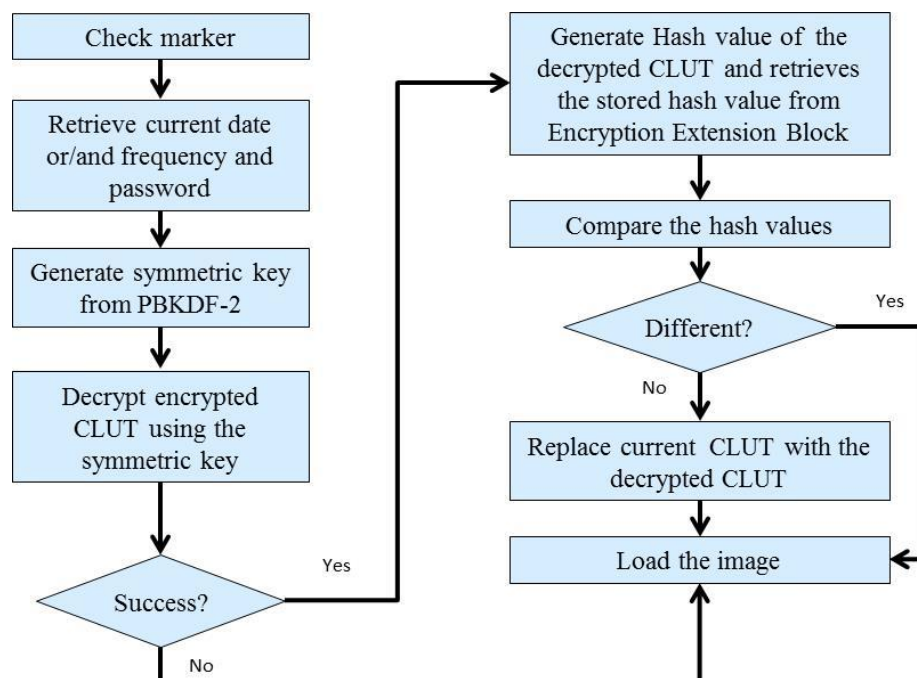 Check marker
Retrieve current date
or/and frequency and
password
Generate symmetric key
from PBKDF-2
Decrypt encrypted
CLUT using the
symmetric key
Success?
Yes
No
Generate Hash value of the
decrypted CLUT and retrieves
the stored hash value from
Encryption Extension Block
Compare the hash values
Different?
Yes
No
Replace current CLUT with the
decrypted CLUT
Load the image